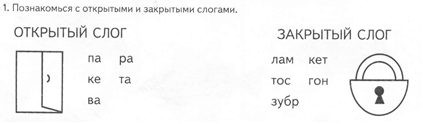 1. Познакомься с открытыми и закрытыми слогами.
ОТКРЫТЫЙ СЛОГ
па ра
ке та
ва
ЗАКРЫТЫЙ СЛОГ
лам кет
тос гон
зубр